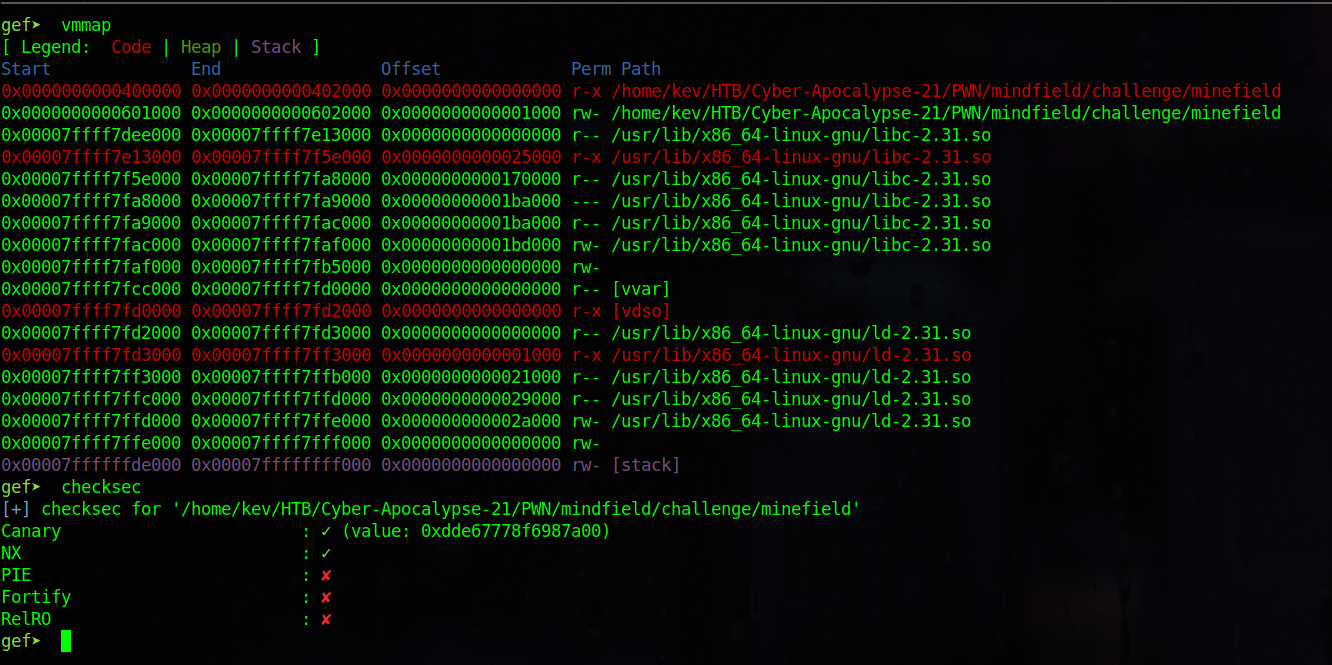 gef➤  vmmap
[ Legend:  Code | Heap | Stack ]
Start              End                Offset             Perm Path
0x0000000000400000 0x0000000000402000 0x0000000000000000 r-x /home/kev/HTB/Cyber-Apocalypse-21/PWN/mindfield/challenge/minefield
0x0000000000601000 0x0000000000602000 0x0000000000001000 rw- /home/kev/HTB/Cyber-Apocalypse-21/PWN/mindfield/challenge/minefield
0x00007ffff7dee000 0x00007ffff7e13000 0x0000000000000000 r-- /usr/lib/x86_64-linux-gnu/libc-2.31.so
0x00007ffff7e13000 0x00007ffff7f5e000 0x0000000000025000 r-x /usr/lib/x86_64-linux-gnu/libc-2.31.so
0x00007ffff7f5e000 0x00007ffff7fa8000 0x0000000000170000 r-- /usr/lib/x86_64-linux-gnu/libc-2.31.so
0x00007ffff7fa8000 0x00007ffff7fa9000 0x00000000001ba000 --- /usr/lib/x86_64-linux-gnu/libc-2.31.so
0x00007ffff7fa9000 0x00007ffff7fac000 0x00000000001ba000 r-- /usr/lib/x86_64-linux-gnu/libc-2.31.so
0x00007ffff7fac000 0x00007ffff7faf000 0x00000000001bd000 rw- /usr/lib/x86_64-linux-gnu/libc-2.31.so
0x00007ffff7faf000 0x00007ffff7fb5000 0x0000000000000000 rw-
0x00007ffff7fcc000 0x00007ffff7fd0000 0x0000000000000000 r-- [vvar]
0x00007ffff7fd0000 0x00007ffff7fd2000 0x0000000000000000 r-x [vdso]
0x00007ffff7fd2000 0x00007ffff7fd3000 0x0000000000000000 r-- /usr/lib/x86_64-linux-gnu/ld-2.31.so
0x00007ffff7fd3000 0x00007ffff7ff3000 0x0000000000001000 r-x /usr/lib/x86_64-linux-gnu/ld-2.31.so
0x00007ffff7ff3000 0x00007ffff7ffb000 0x0000000000021000 r-- /usr/lib/x86_64-linux-gnu/ld-2.31.so
0x00007ffff7ffc000 0x00007ffff7ffd000 0x0000000000029000 r-- /usr/lib/x86_64-linux-gnu/ld-2.31.so
0x00007ffff7ffd000 0x00007ffff7ffe000 0x000000000002a000 rw- /usr/lib/x86_64-linux-gnu/ld-2.31.so
0x00007ffff7ffe000 0x00007ffff7fff000 0x0000000000000000 rw-
0x00007ffffffde000 0x00007ffffffff000 0x0000000000000000 rw- [stack]
gef➤  checksec
[+] checksec for '/home/kev/HTB/Cyber-Apocalypse-21/PWN/mindfield/challenge/minefield'
Canary                        : ✓ (value: 0xdde67778f6987a00)
NX                            : ✓
PIE                           : ✘
Fortify                       : ✘
RelRO                         : ✘
gef➤